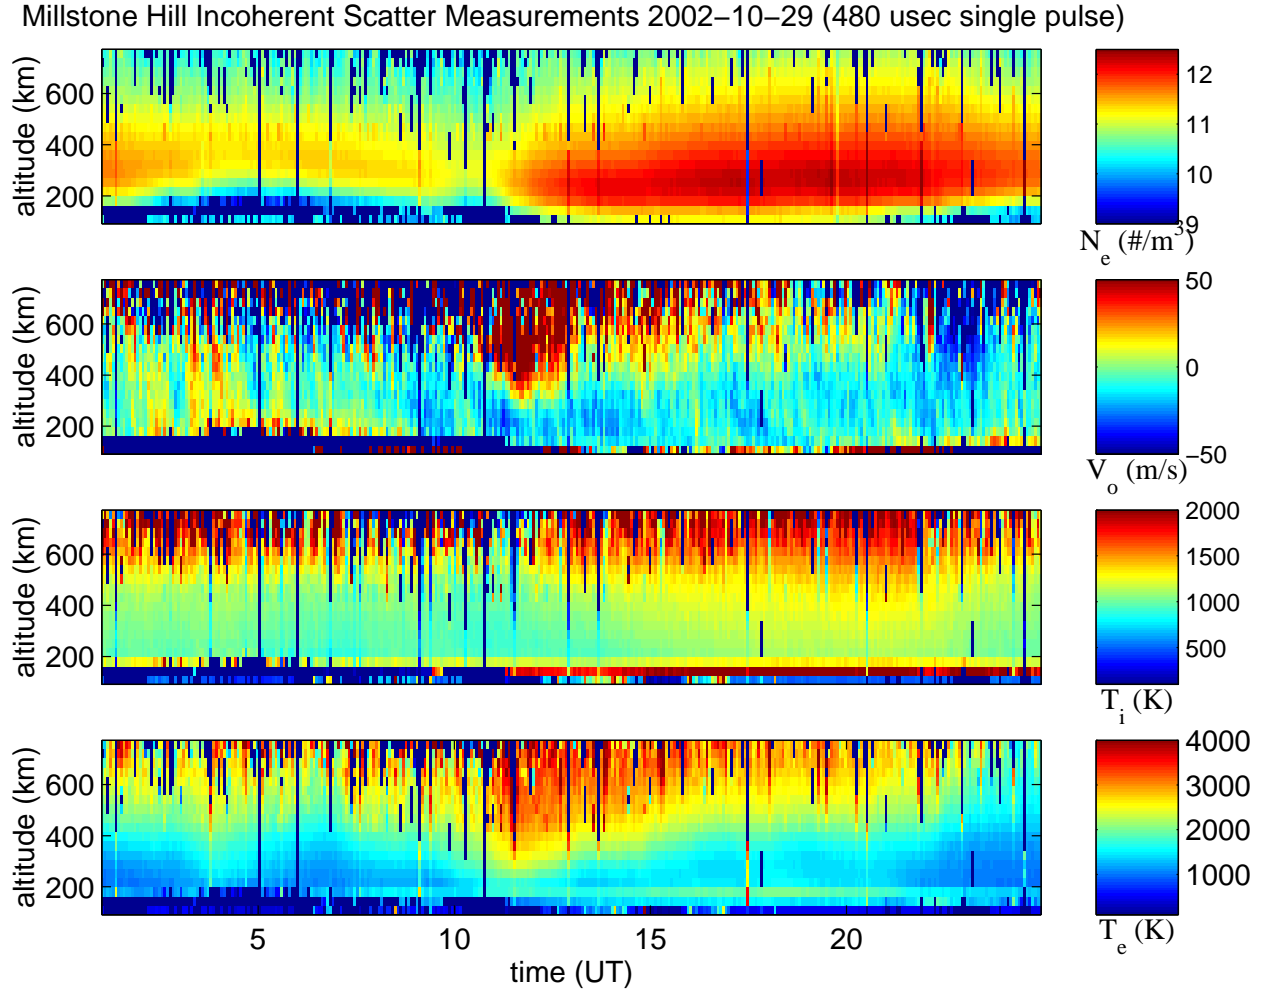 Millstone Hill Incoherent Scatter Measurements 2002−10−29 (480 usec single pulse)
altitude (km)
600
400
200
12
11
10
9
N_e (#/m^3)
altitude (km)
600
400
200
50
0
−50
V_o (m/s)
altitude (km)
600
400
200
2000
1500
1000
500
T_i (K)
altitude (km)
600
400
200
4000
3000
2000
1000
T_e (K)
5 10 15 20
time (UT)